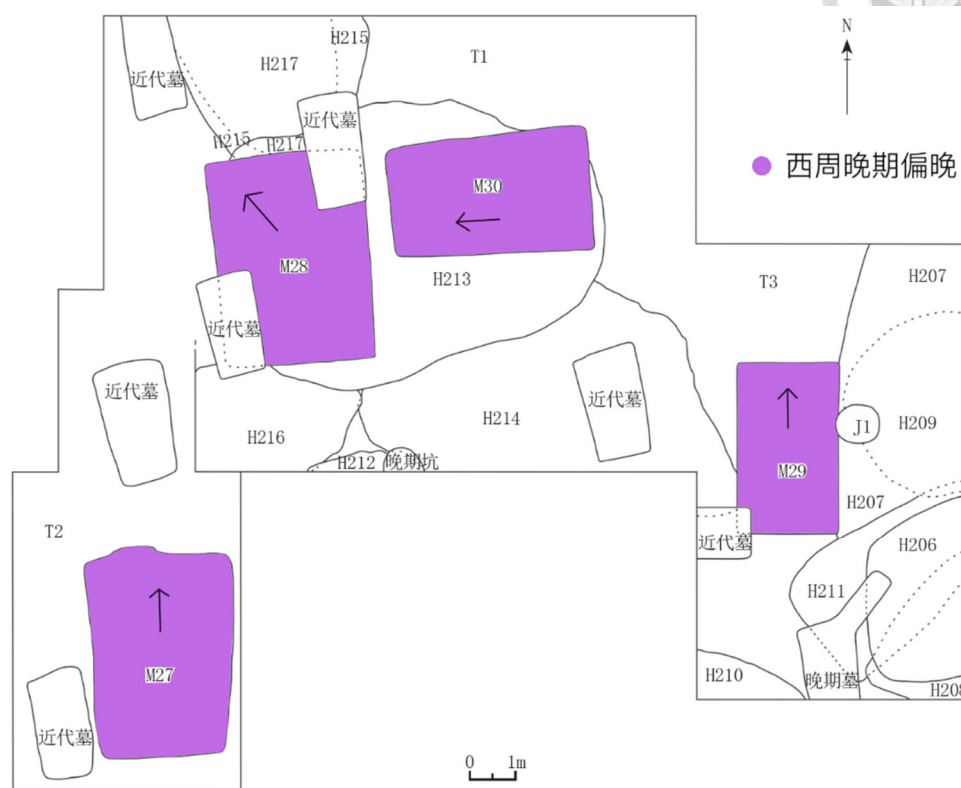 N
H215
T1
H217
近代墓
近代墓
H215
H217
西周晚期偏晚
M30
M28
H213
T3
H207
近代墓
近代墓
近代墓
H214
J1
H209
H216
H212
晚期坑
M29
H207
T2
近代墓
H206
H211
M27
H210
晚期墓
H208
近代墓
0
1m